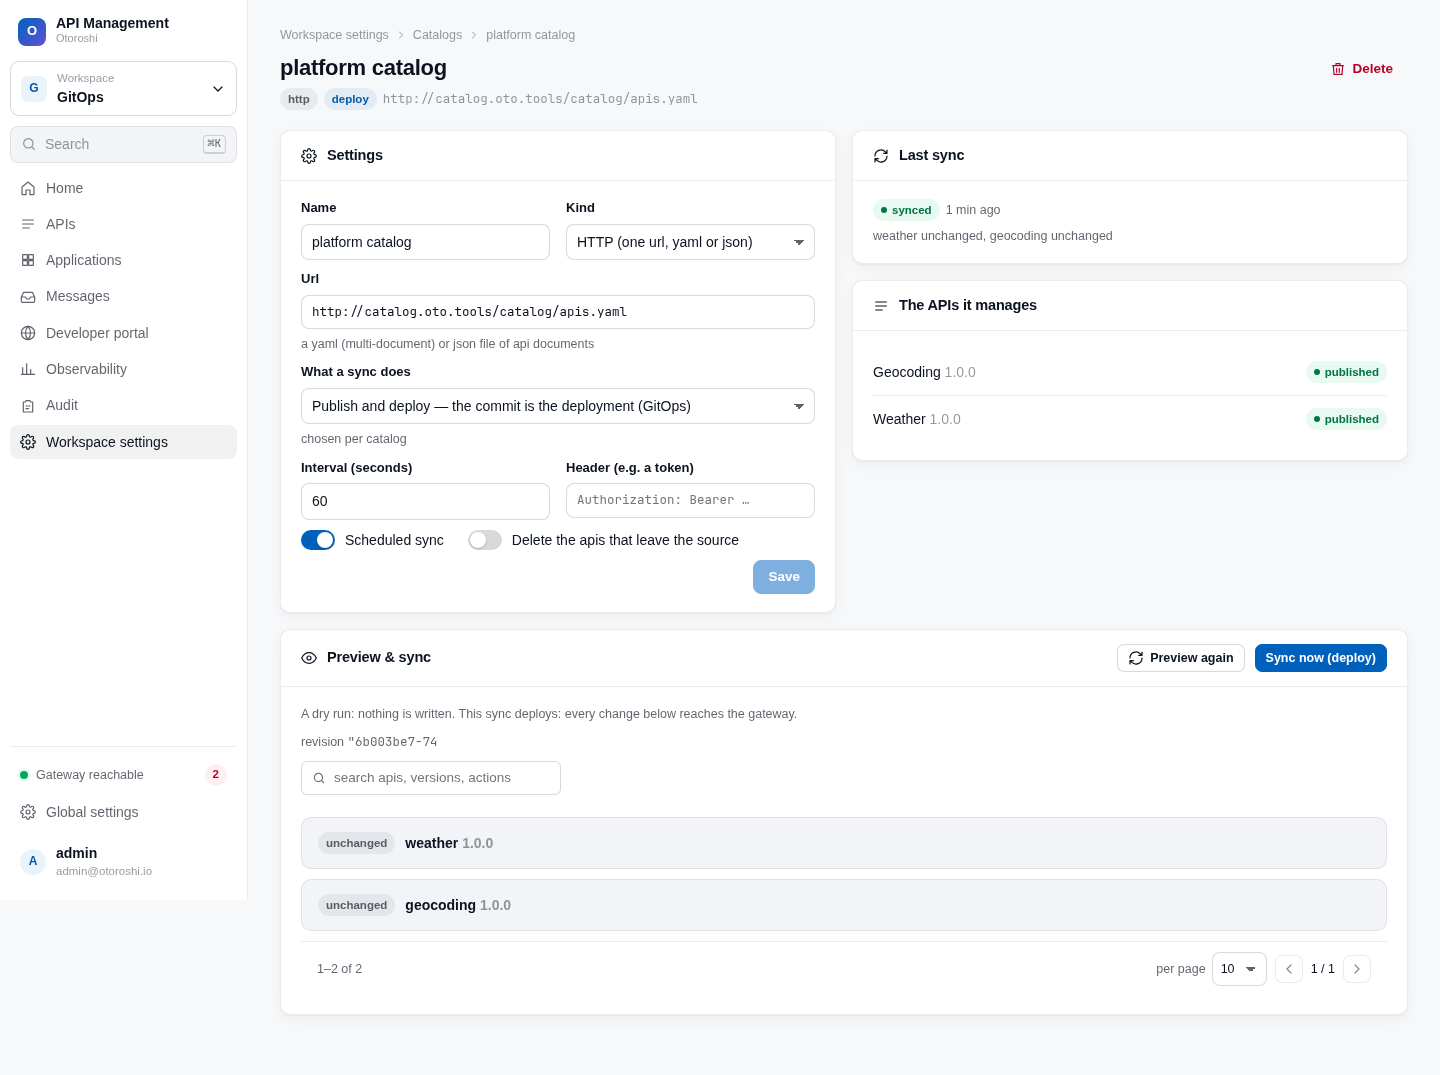 API Management
Otoroshi
G
Workspace
GitOps
Search
⌘K
Home
APIs
Applications
Messages
Developer portal
Observability
Audit
Workspace settings
Gateway reachable
2
Global settings
A
admin
admin@otoroshi.io
O
Workspace settings > Catalogs > platform catalog
platform catalog
Delete
http deploy http://catalog.oto.tools/catalog/apis.yaml
Settings
Name
Kind
platform catalog
HTTP (one url, yaml or json)
Url
http://catalog.oto.tools/catalog/apis.yaml
a yaml (multi-document) or json file of api documents
What a sync does
Publish and deploy — the commit is the deployment (GitOps)
chosen per catalog
Interval (seconds)
Header (e.g. a token)
60
Authorization: Bearer …
Scheduled sync
Delete the apis that leave the source
Save
Last sync
synced 1 min ago
weather unchanged, geocoding unchanged
The APIs it manages
Geocoding 1.0.0 published
Weather 1.0.0 published
Preview & sync
Preview again
Sync now (deploy)
A dry run: nothing is written. This sync deploys: every change below reaches the gateway.
revision "6b003be7-74
search apis, versions, actions
unchanged weather 1.0.0
unchanged geocoding 1.0.0
1–2 of 2
per page 10 1 / 1